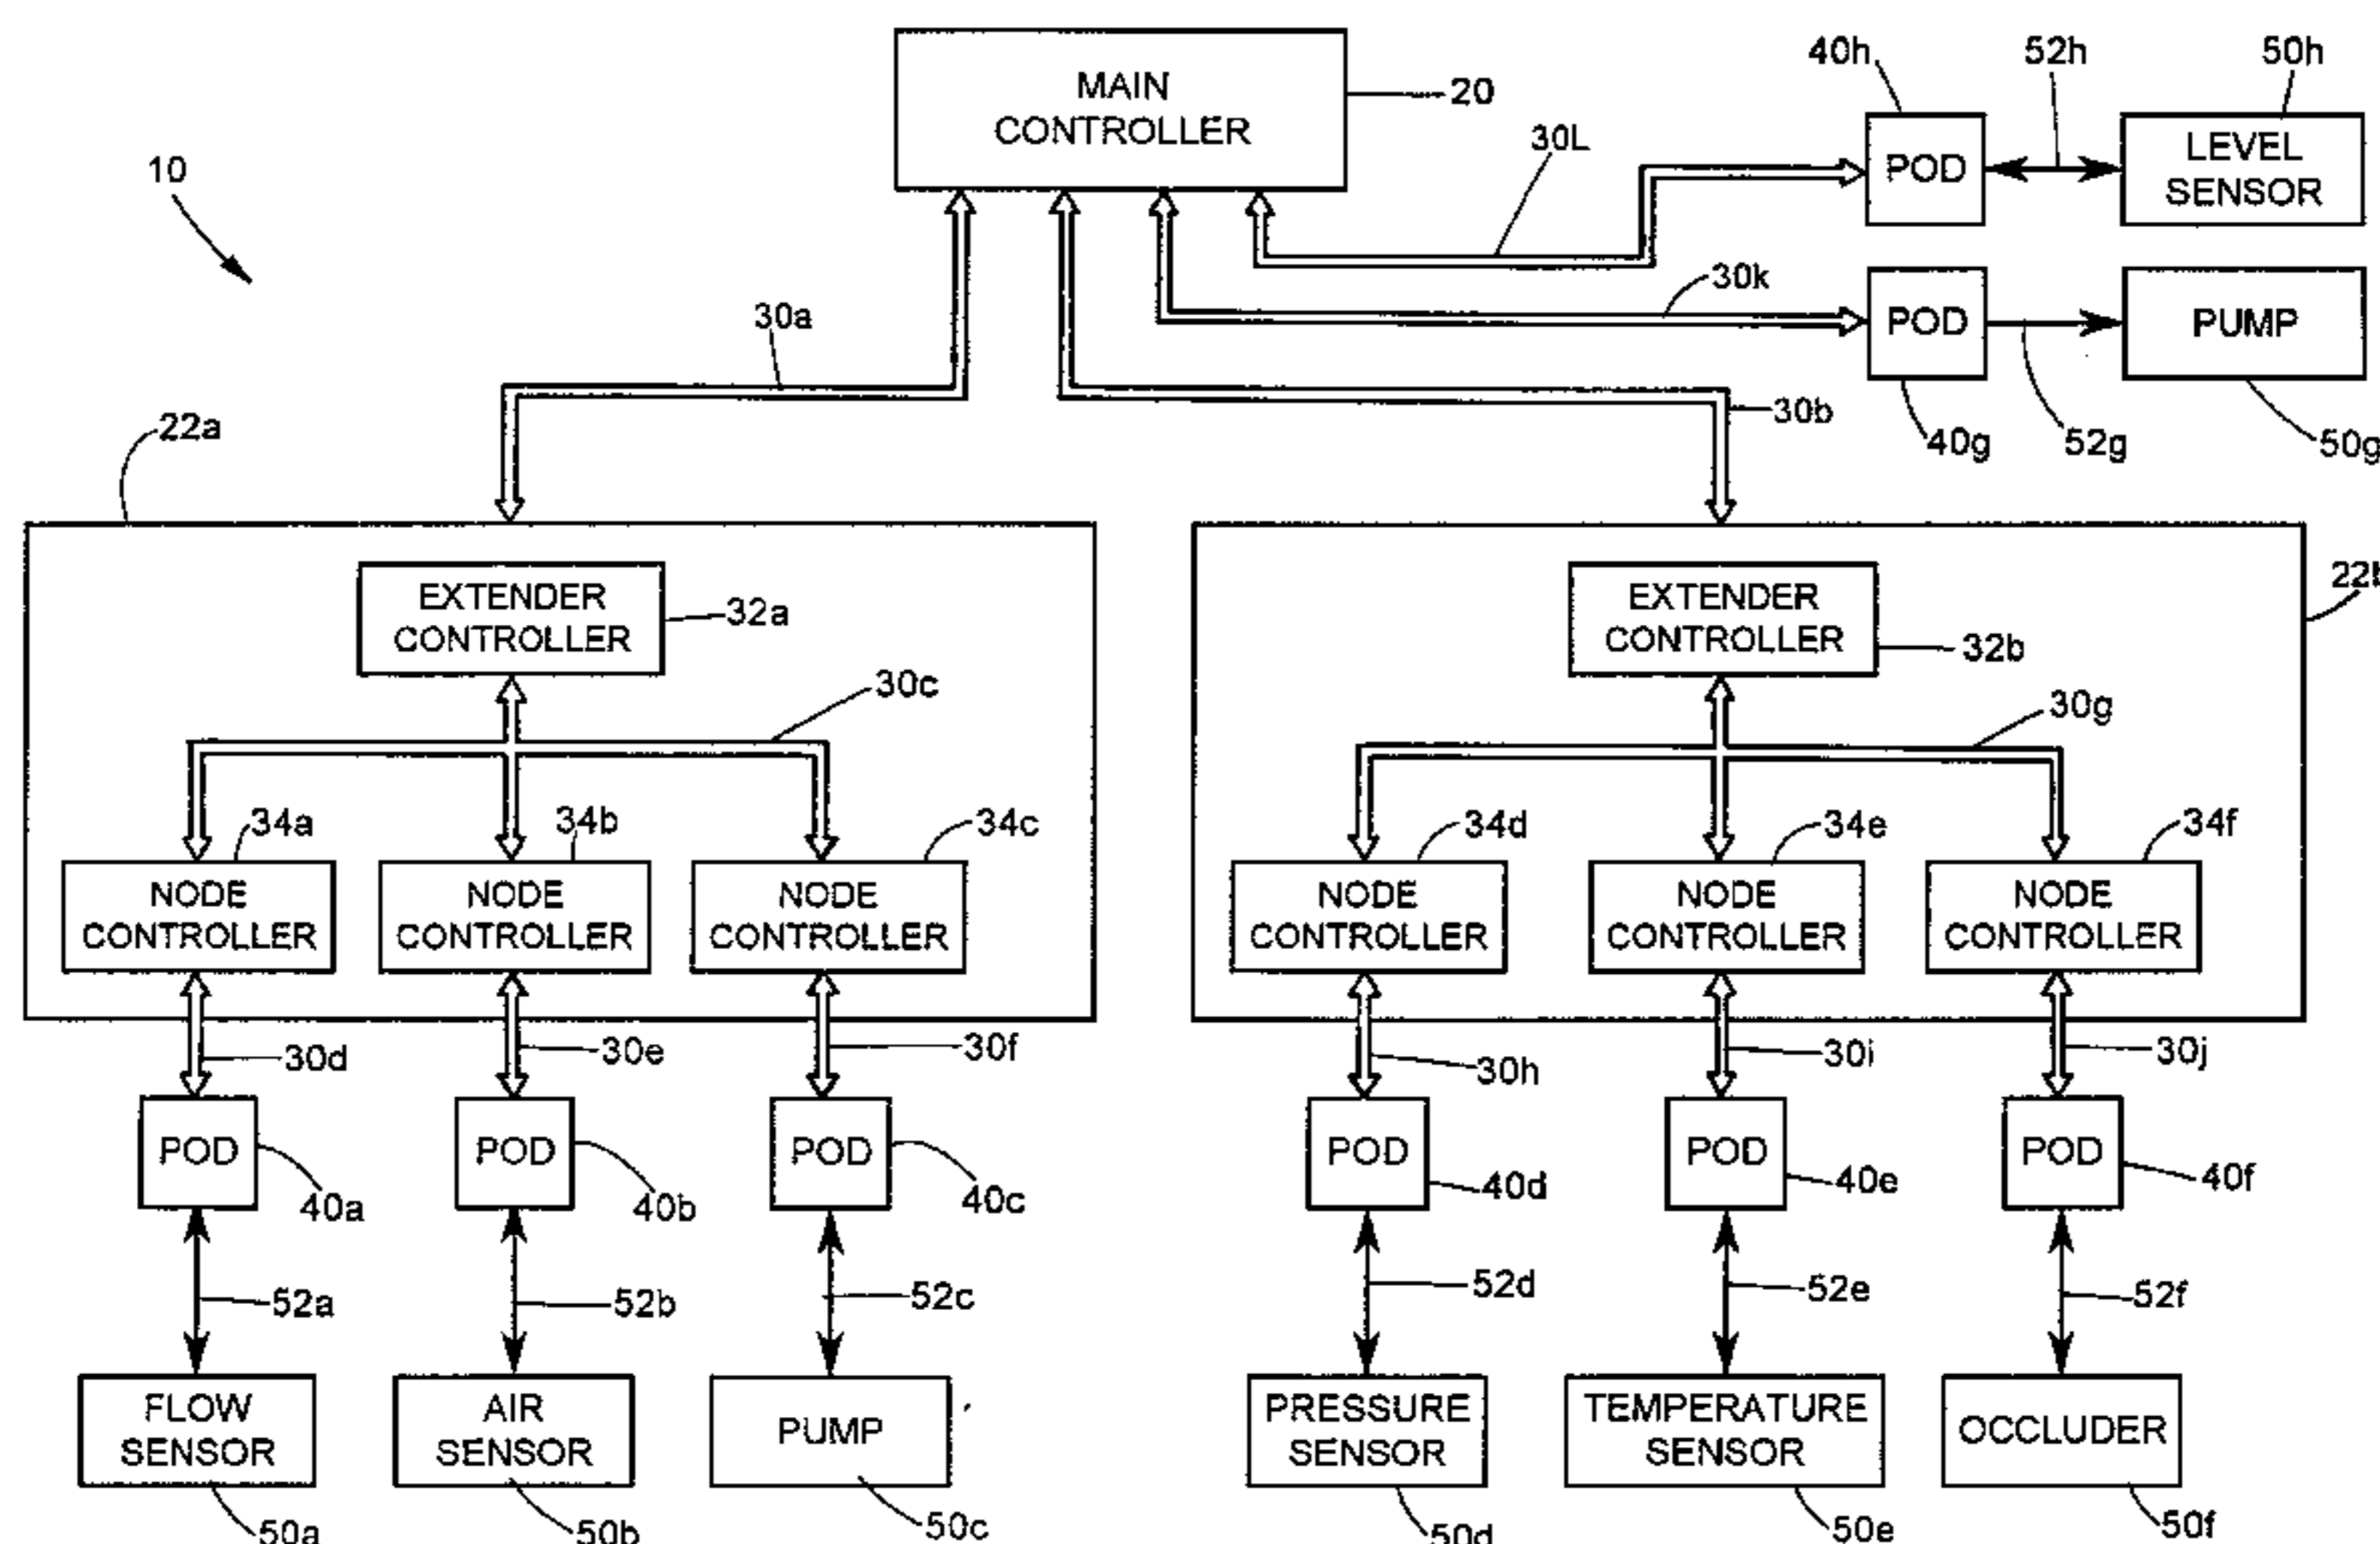 MAIN
CONTROLLER
20
10
40h
52h
50h
30L
POD
LEVEL
SENSOR
30k
POD
PUMP
30a
30b
40g
52g
50g
22a
EXTENDER
CONTROLLER
32a
30c
34a
34b
34c
NODE
CONTROLLER
NODE
CONTROLLER
NODE
CONTROLLER
EXTENDER
CONTROLLER
32b
22b
30g
34d
34e
34f
NODE
CONTROLLER
NODE
CONTROLLER
NODE
CONTROLLER
30d
30e
30f
30h
30i
30j
POD
POD
POD
POD
POD
POD
40a
40b
40c
40d
40e
40f
52a
52b
52c
52d
52e
52f
FLOW
SENSOR
AIR
SENSOR
PUMP
PRESSURE
SENSOR
TEMPERATURE
SENSOR
OCCLUDER
50a
50b
50c
50d
50e
50f